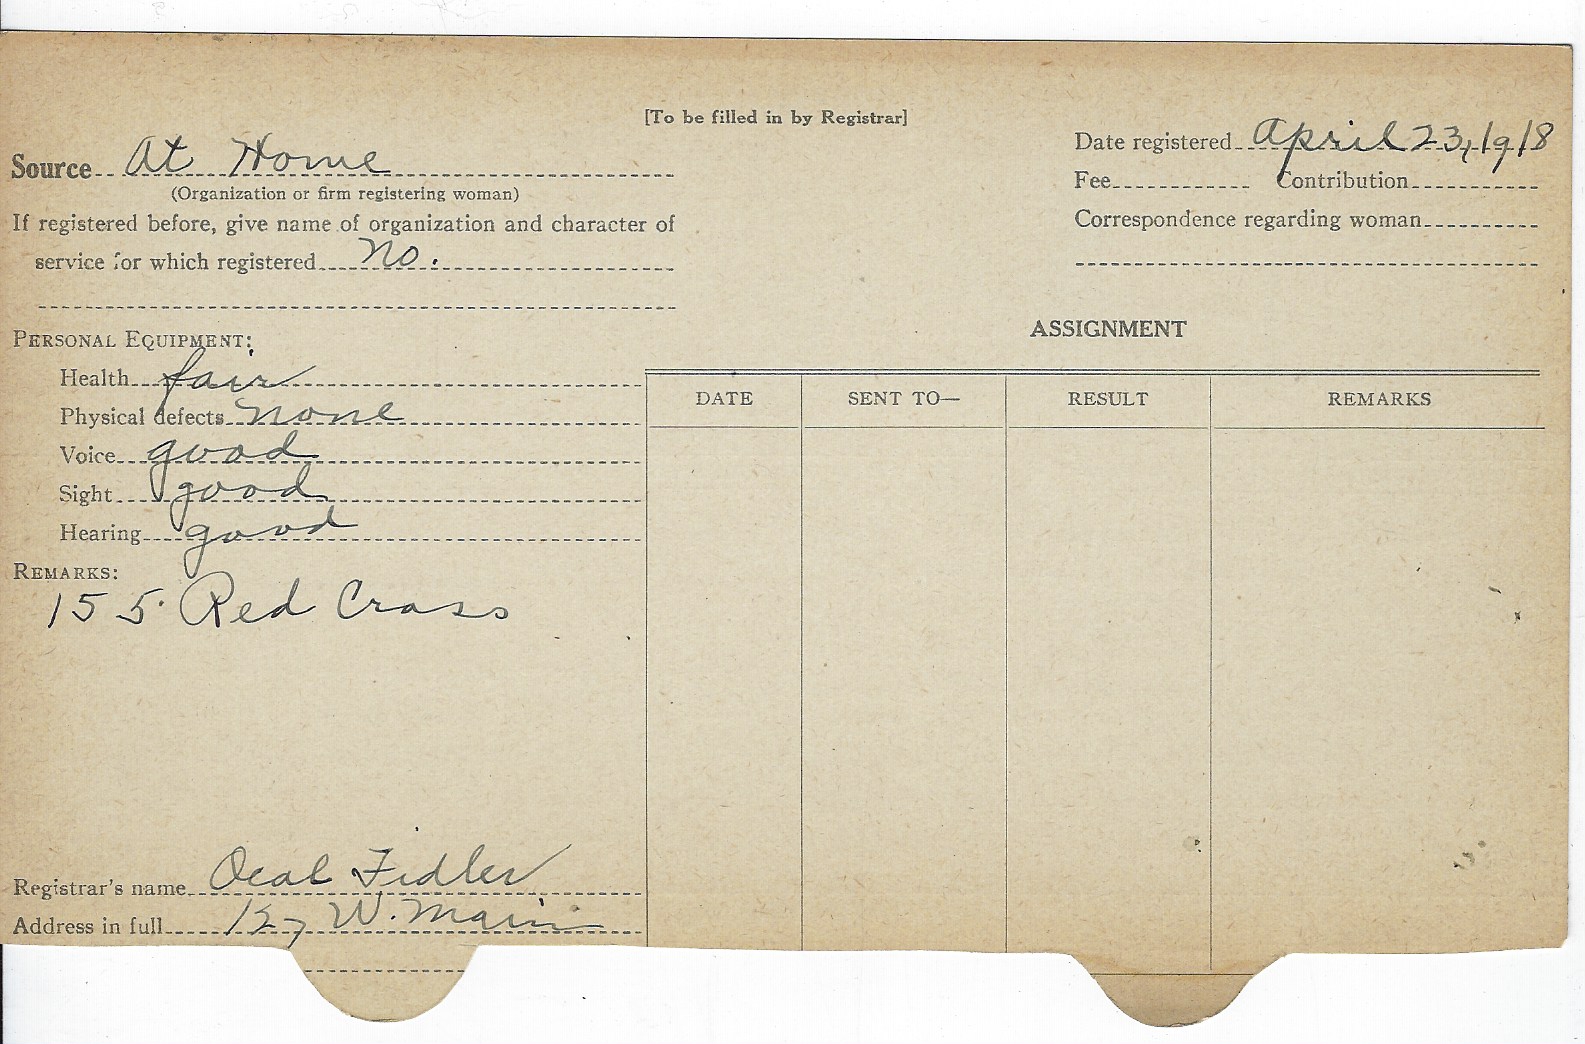 [To be filled in by Registrar]
Source At Home
(Organization or firm registering woman)
If registered before, give name of organization and character of
service for which registered no.
Date registered April 23, 1918
Fee Contribution
Correspondence regarding woman
PERSONAL EQUIPMENT:
Health fair
Physical defects none
Voice good
Sight good
Hearing good
REMARKS:
155 Red Cross
Registrar's name Fidler
Address in full W. Main
ASSIGNMENT
DATE SENT TO— RESULT REMARKS